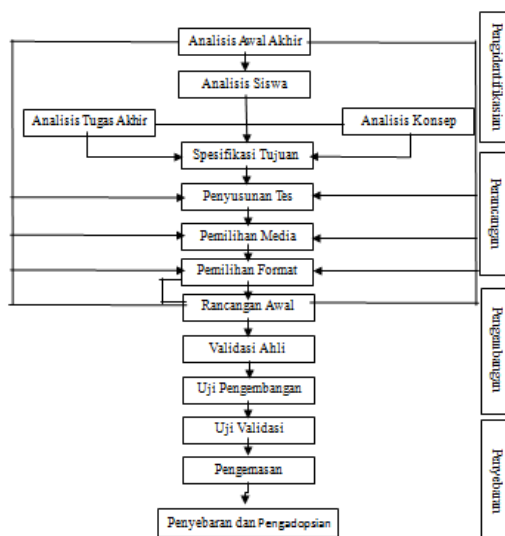 Analisis Awal Akhir
Analisis Siswa
Analisis Tugas Akhir
Analisis Konsep
Spesifikasi Tujuan
Penyusunan Tes
Pemilihan Media
Pemilihan Format
Rancangan Awal
Validasi Ahli
Uji Pengembangan
Uji Validasi
Pengemasan
Penyebaran dan Pengadopsian
Pengidentifikasian
Perancangan
Pengembangan
Penyebaran